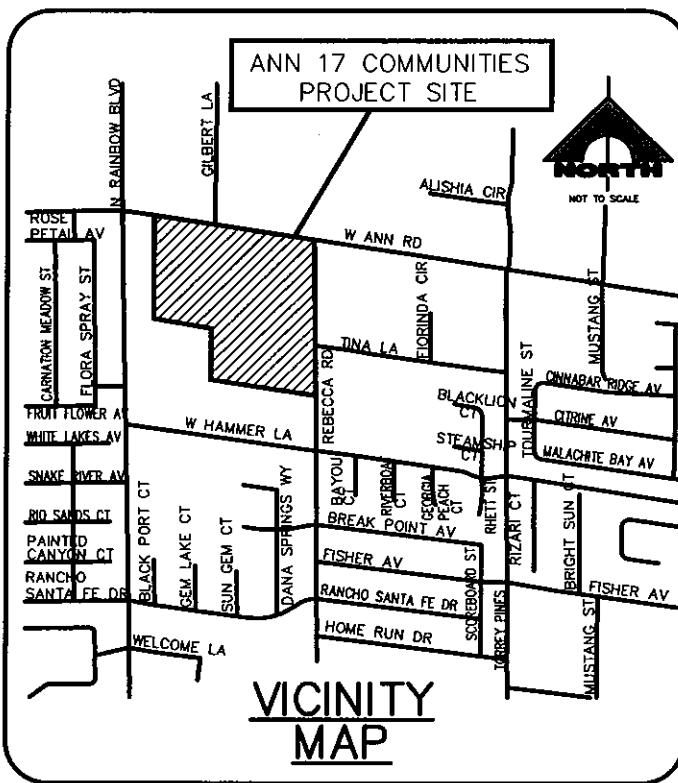 ANN 17 COMMUNITIES
PROJECT SITE
N RAINBOW BLVD
GILBERT LA
ALISHIA CIR
NORTH
NOT TO SCALE
ROSE
PETAL AV
W ANN RD
CARNATION MEADOW ST
FLORA SPRAY ST
FIORINDA CIR
MUSTANG ST
TINA LA
REBECCA RD
TOURMALINE ST
CINNABAR RIDGE AV
BLACKLION
CT
CITRINE AV
FRUIT FLOWER AV
W HAMMER LA
STEAMSHIP
CT
MALACHITE BAY AV
WHITE LAKES AV
SNAKE RIVER AV
BAYOU
CT
RIVERBOAT
CT
GEORGIA
PEACH
CT
RHETT ST
RIZARI CT
BRIGHT SUN CT
RIO SANDS CT
BLACK PORT CT
GEM LAKE CT
SUN GEM CT
DANA SPRINGS WY
BREAK POINT AV
PAINTED
CANYON CT
FISHER AV
SCOREBOARD ST
FISHER AV
RANCHO
SANTA FE DR
RANCHO SANTA FE DR
TORREY PINES
MUSTANG ST
HOME RUN DR
WELCOME LA
VICINITY
MAP